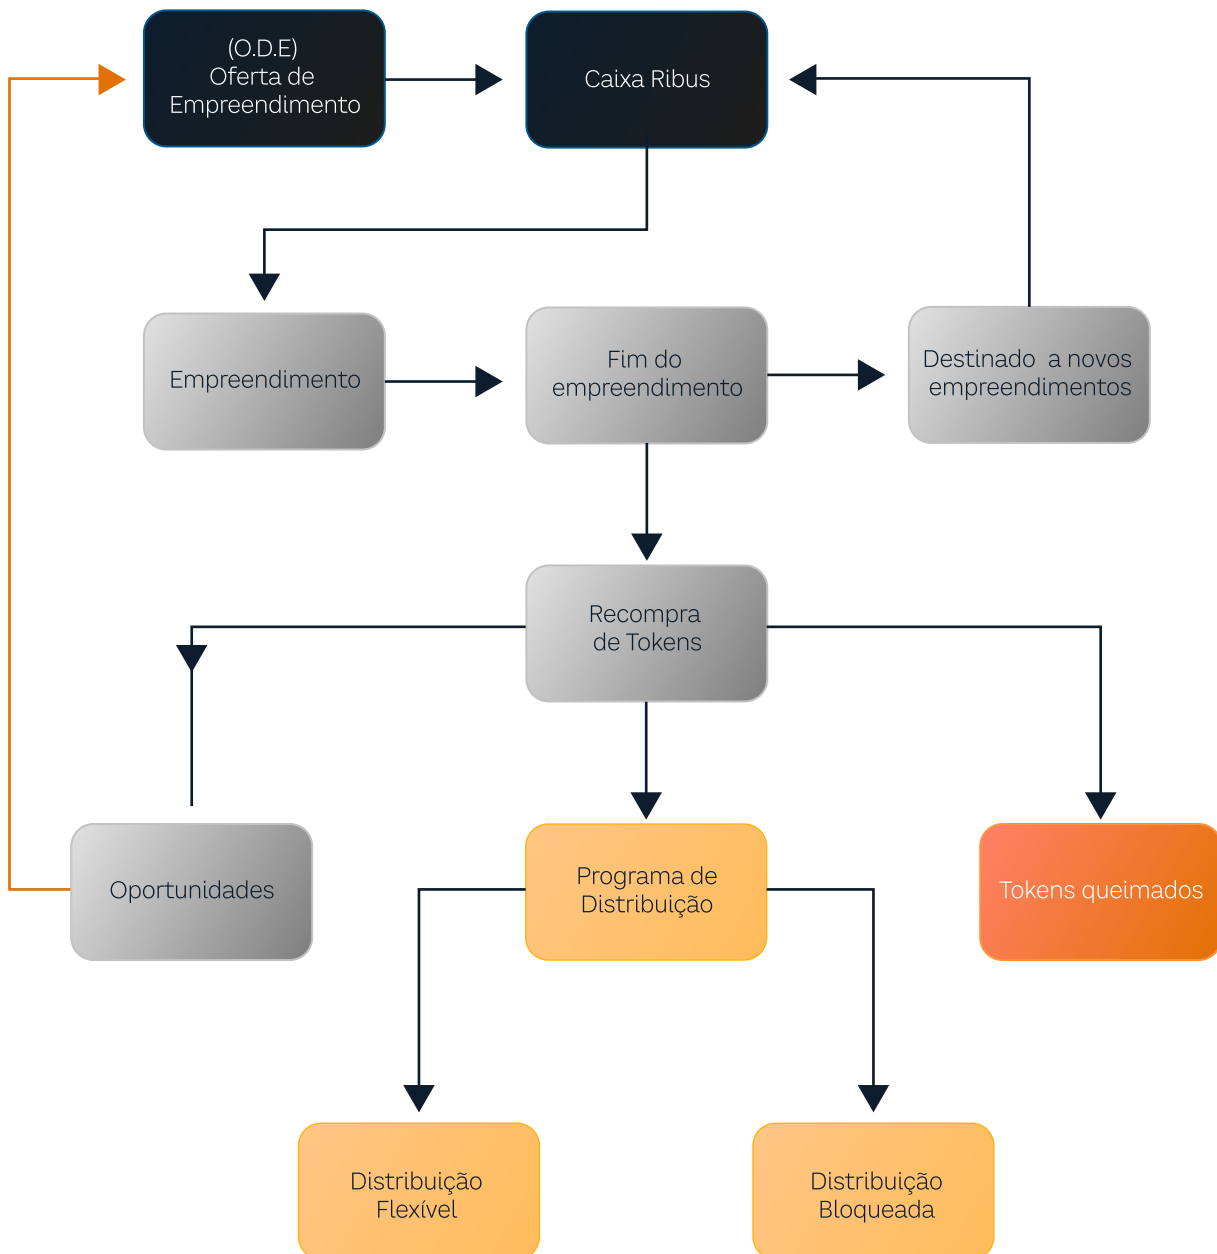 (O.D.E)
Oferta de
Empreendimento
Caixa Ribus
Empreendimento
Fim do
empreendimento
Destinado a novos
empreendimentos
Recompra
de Tokens
Oportunidades
Programa de
Distribuição
Tokens queimados
Distribuição
Flexível
Distribuição
Bloqueada